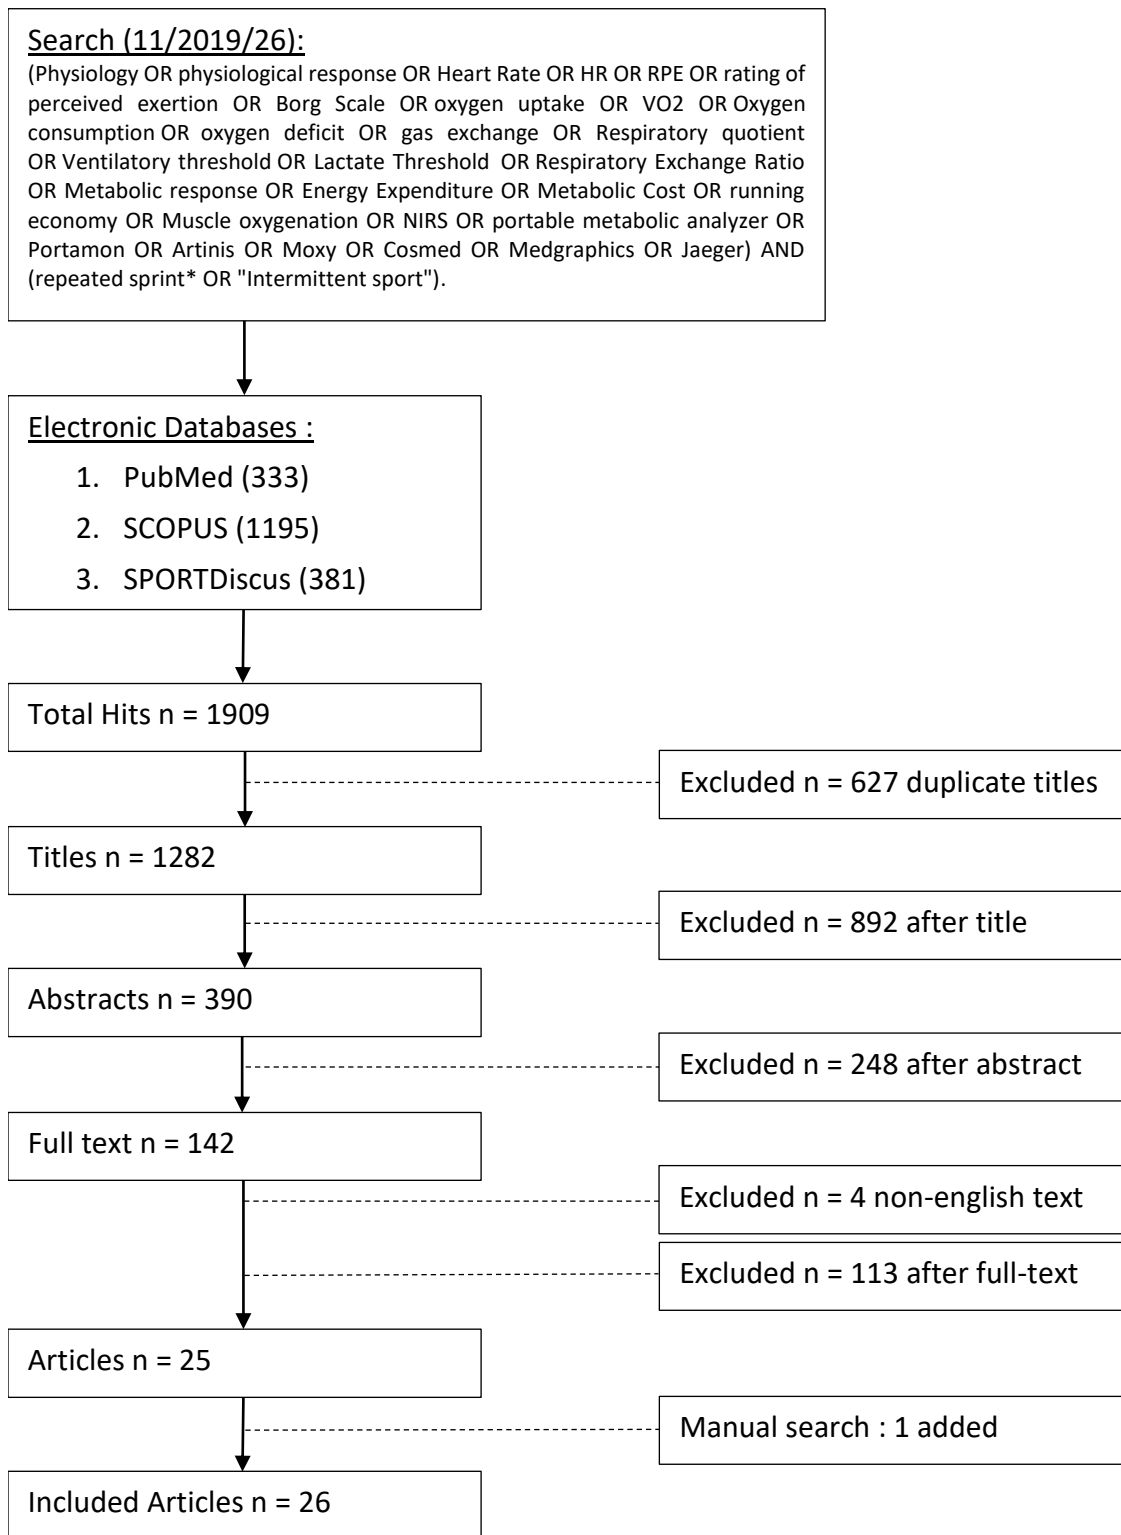 Search (11/2019/26):
(Physiology OR physiological response OR Heart Rate OR HR OR RPE OR rating of
perceived exertion OR Borg Scale OR oxygen uptake OR VO2 OR Oxygen
consumption OR oxygen deficit OR gas exchange OR Respiratory quotient
OR Ventilatory threshold OR Lactate Threshold OR Respiratory Exchange Ratio
OR Metabolic response OR Energy Expenditure OR Metabolic Cost OR running
economy OR Muscle oxygenation OR NIRS OR portable metabolic analyzer OR
Portamon OR Artinis OR Moxy OR Cosmed OR Medgraphics OR Jaeger) AND
(repeated sprint* OR "Intermittent sport").
Electronic Databases :
1. PubMed (333)
2. SCOPUS (1195)
3. SPORTDiscus (381)
Total Hits n = 1909
Excluded n = 627 duplicate titles
Titles n = 1282
Excluded n = 892 after title
Abstracts n = 390
Excluded n = 248 after abstract
Full text n = 142
Excluded n = 4 non-english text
Excluded n = 113 after full-text
Articles n = 25
Manual search : 1 added
Included Articles n = 26